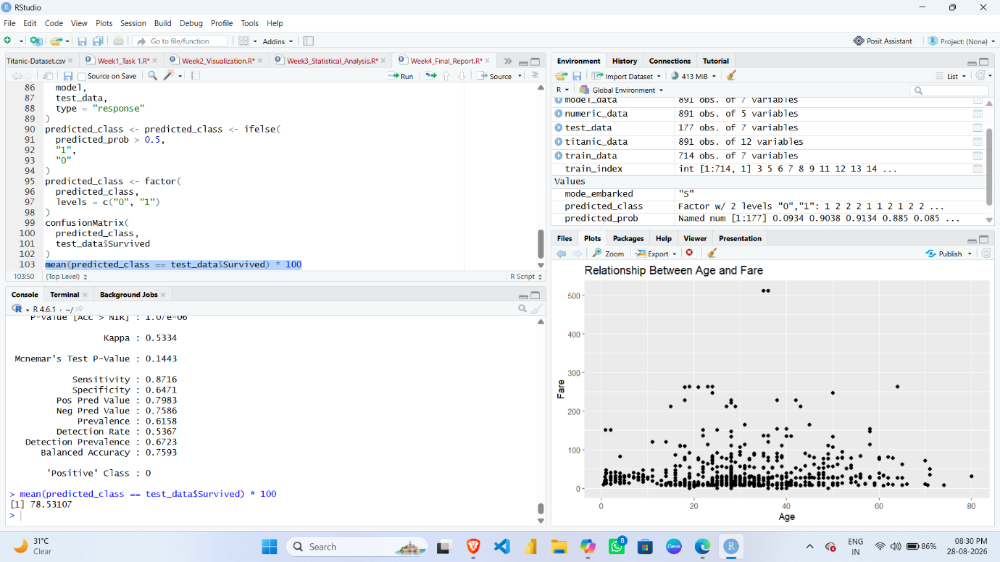 RStudio
File Edit Code View Plots Session Build Debug Profile Tools Help
Go to file/function Addins Posit Assistant Project: (None)
Titanic-Dataset.csv Week1_Task 1.R* Week2_Visualization.R* Week3_Statistical_Analysis.R* Week4_Final_Report.R*
Source on Save Run Source
86 model,
87 test_data,
88 type = "response"
89 )
90 predicted_class <- predicted_class <- ifelse(
91 predicted_prob > 0.5,
92 "1",
93 "0"
94 )
95 predicted_class <- factor(
96 predicted_class,
97 levels = c("0", "1")
98 )
99 confusionMatrix(
100 predicted_class,
101 test_data$Survived
102 )
103 mean(predicted_class == test_data$Survived) * 100
103:50 (Top Level) R Script
Console Terminal Background Jobs
R 4.6.1 · ~/
P-Value [Acc > NIR] : 1.07e-06
Kappa : 0.5334
Mcnemar's Test P-Value : 0.1443
Sensitivity : 0.8716
Specificity : 0.6471
Pos Pred Value : 0.7983
Neg Pred Value : 0.7586
Prevalence : 0.6158
Detection Rate : 0.5367
Detection Prevalence : 0.6723
Balanced Accuracy : 0.7593
'Positive' Class : 0
> mean(predicted_class == test_data$Survived) * 100
[1] 78.53107
>
Environment History Connections Tutorial
Import Dataset 413 MiB List
R Global Environment
model_data 891 obs. of 7 variables
numeric_data 891 obs. of 5 variables
test_data 177 obs. of 7 variables
titanic_data 891 obs. of 12 variables
train_data 714 obs. of 7 variables
train_index int [1:714, 1] 3 5 6 7 8 9 11 12 13 14 ...
Values
mode_embarked "S"
predicted_class Factor w/ 2 levels "0","1": 1 2 2 2 1 1 2 1 2 2 ...
predicted_prob Named num [1:177] 0.0934 0.9038 0.9134 0.885 0.085 ...
Files Plots Packages Help Viewer Presentation
Zoom Export Publish
Relationship Between Age and Fare
500
400
300
200
100
0
Fare
0 20 40 60 80
Age
31°C
Clear
Search
8
ENG
IN
86%
08:30 PM
28-08-2026